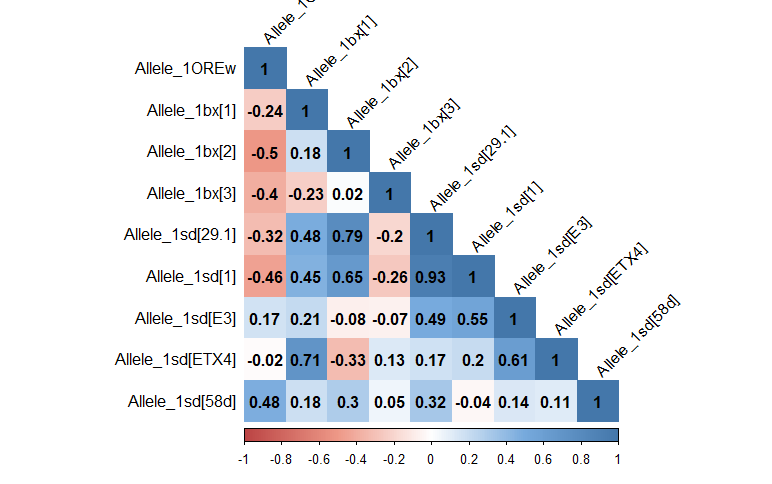 Allele_1bx[1]
Allele_1bx[2]
Allele_1bx[3]
Allele_1sd[29.1]
Allele_1sd[1]
Allele_1sd[E3]
Allele_1sd[ETX4]
Allele_1sd[58d]
Allele_1OREw 1
Allele_1bx[1] -0.24 1
Allele_1bx[2] -0.5 0.18 1
Allele_1bx[3] -0.4 -0.23 0.02 1
Allele_1sd[29.1] -0.32 0.48 0.79 -0.2 1
Allele_1sd[1] -0.46 0.45 0.65 -0.26 0.93 1
Allele_1sd[E3] 0.17 0.21 -0.08 -0.07 0.49 0.55 1
Allele_1sd[ETX4] -0.02 0.71 -0.33 0.13 0.17 0.2 0.61 1
Allele_1sd[58d] 0.48 0.18 0.3 0.05 0.32 -0.04 0.14 0.11 1
-1 -0.8 -0.6 -0.4 -0.2 0 0.2 0.4 0.6 0.8 1